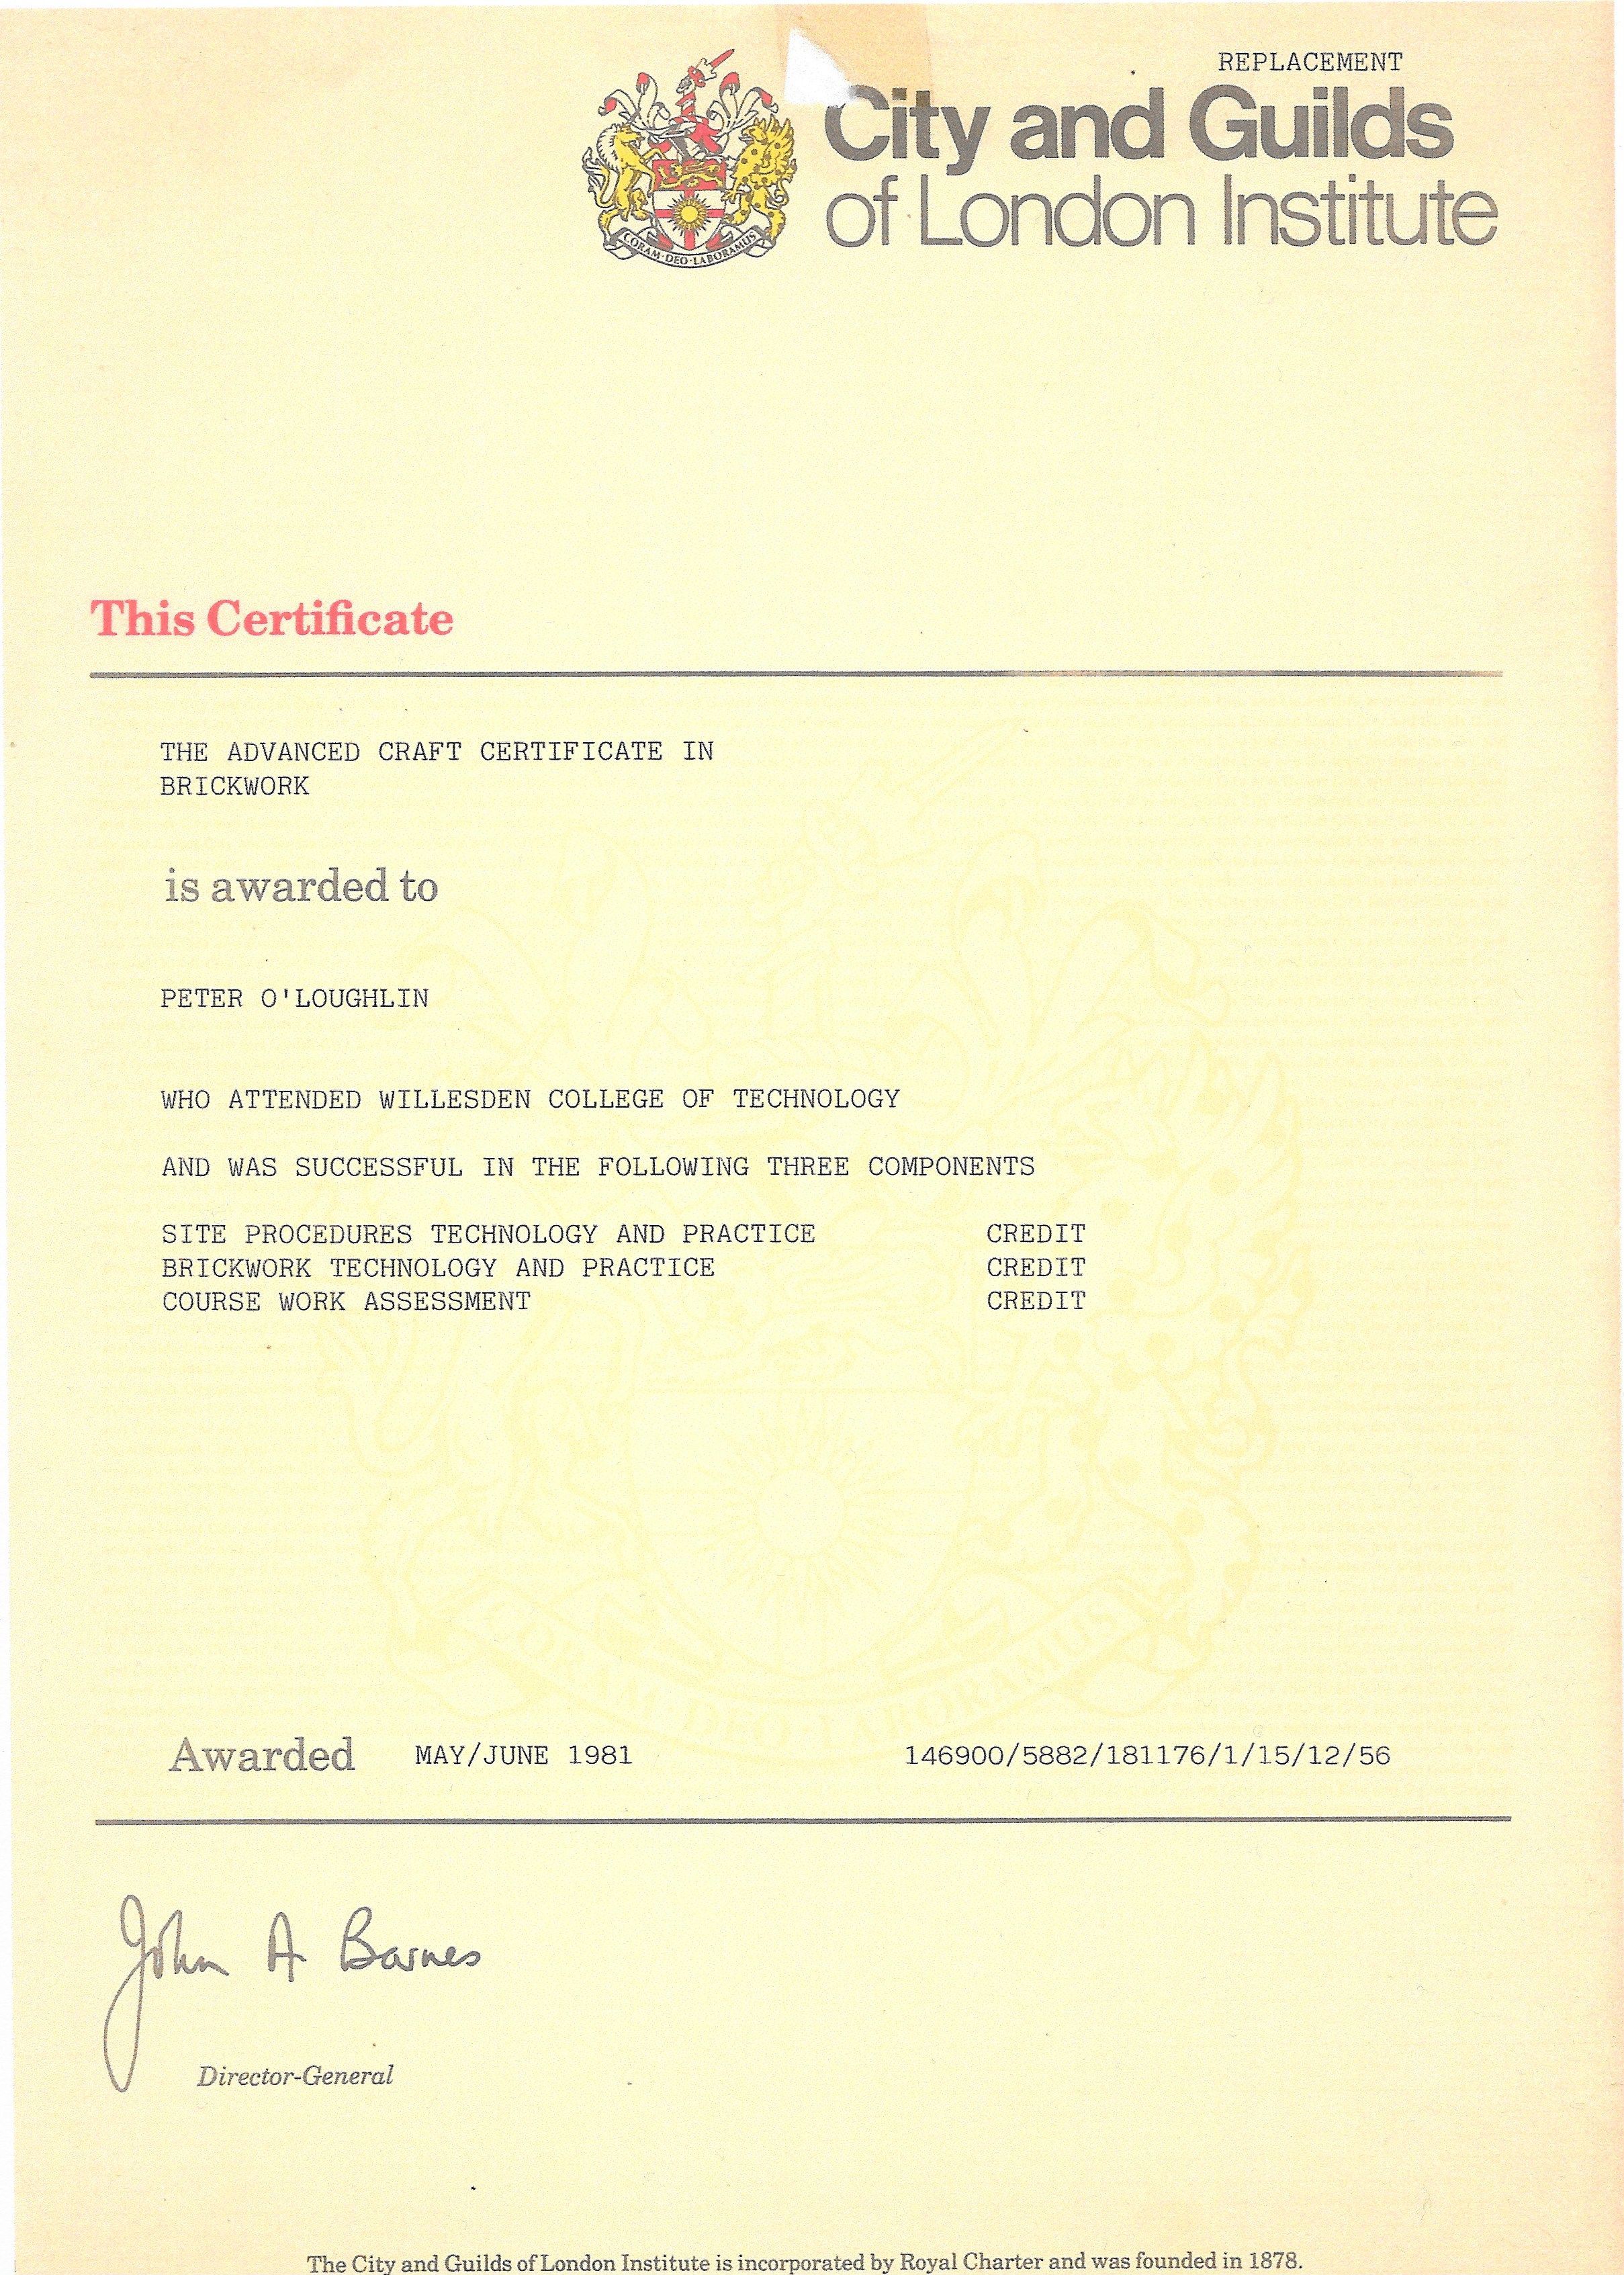 REPLACEMENT
City and Guilds
of London Institute
CORAM·DEO·LABORAMUS
This Certificate
THE ADVANCED CRAFT CERTIFICATE IN
BRICKWORK
is awarded to
PETER O'LOUGHLIN
WHO ATTENDED WILLESDEN COLLEGE OF TECHNOLOGY
AND WAS SUCCESSFUL IN THE FOLLOWING THREE COMPONENTS
SITE PROCEDURES TECHNOLOGY AND PRACTICE CREDIT
BRICKWORK TECHNOLOGY AND PRACTICE CREDIT
COURSE WORK ASSESSMENT CREDIT
CORAM·DEO·LABORAMUS
Awarded MAY/JUNE 1981 146900/5882/181176/1/15/12/56
John A Barnes
Director-General
The City and Guilds of London Institute is incorporated by Royal Charter and was founded in 1878.